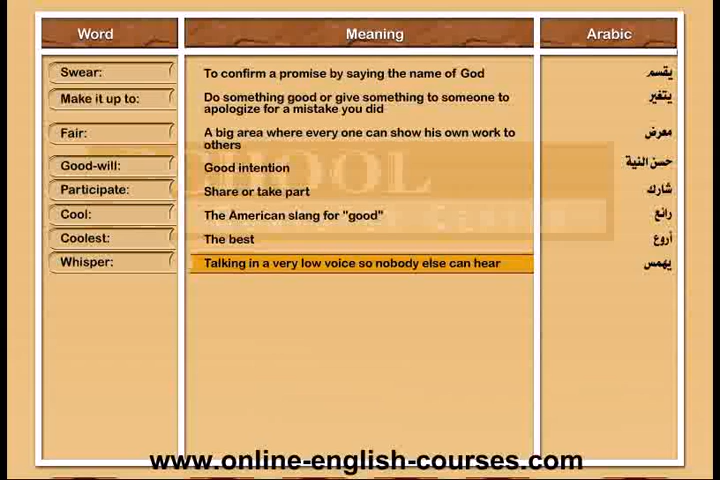 Word Meaning Arabic
Swear: To confirm a promise by saying the name of God يقسم
Make it up to: Do something good or give something to someone to يتغير
apologize for a mistake you did
Fair: A big area where every one can show his own work to معرض
others
Good-will: Good intention حسن النية
Participate: Share or take part شارك
Cool: The American slang for "good" رائع
Coolest: The best أروع
Whisper: Talking in a very low voice so nobody else can hear يهمس
SCHOOL
www.online-english-courses.com